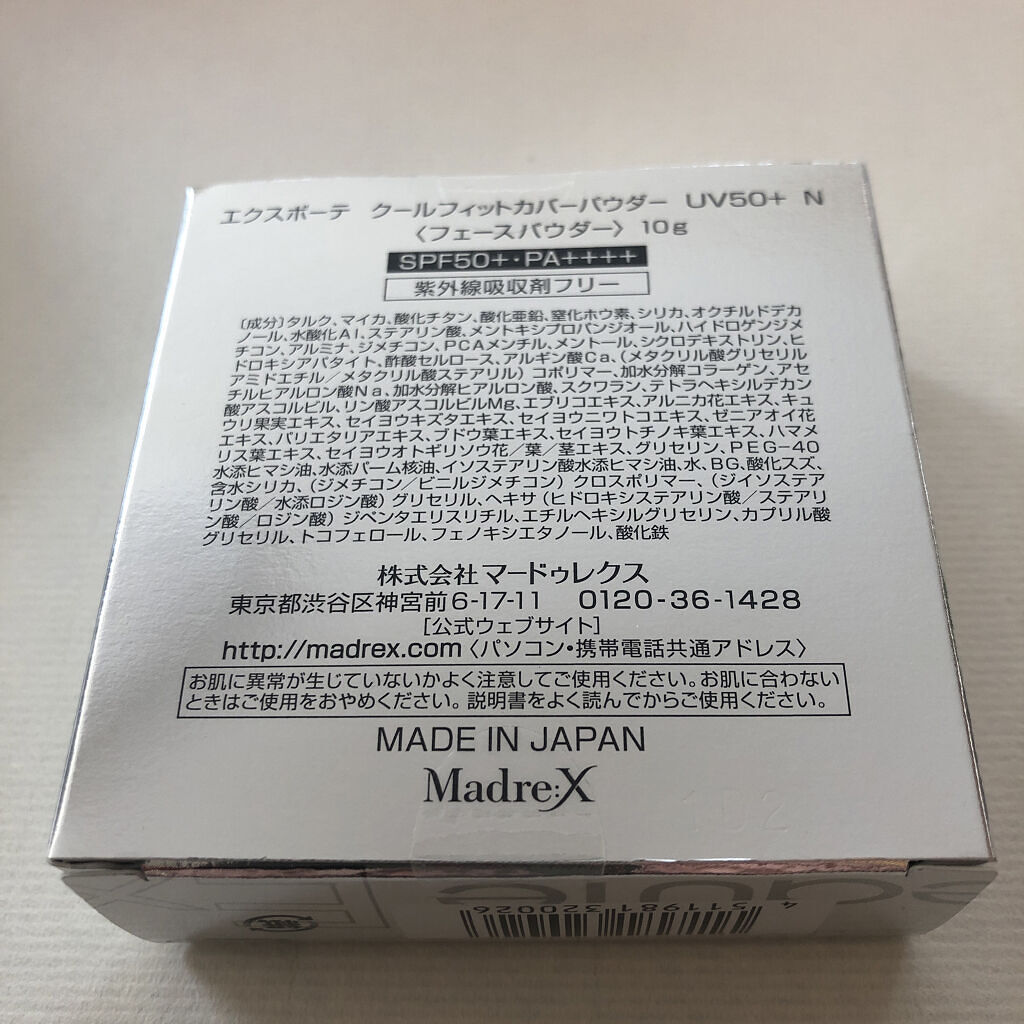 エクスボーテ クールフィットカバーパウダー UV50+ N
〈フェースパウダー〉 10g
SPF50+・PA++++
紫外線吸収剤フリー
〔成分〕タルク、マイカ、酸化チタン、酸化亜鉛、窒化ホウ素、シリカ、オクチルドデカ
ノール、水酸化Al、ステアリン酸、メントキシプロパンジオール、ハイドロゲンジメ
チコン、アルミナ、ジメチコン、PCAメンチル、メントール、シクロデキストリン、ヒ
ドロキシアパタイト、酢酸セルロース、アルギン酸Ca、(メタクリル酸グリセリル
アミドエチル/メタクリル酸ステアリル) コポリマー、加水分解コラーゲン、アセ
チルヒアルロン酸Na、加水分解ヒアルロン酸、スクワラン、テトラヘキシルデカン
酸アスコルビル、リン酸アスコルビルMg、エブリコエキス、アルニカ花エキス、キュ
ウリ果実エキス、セイヨウキズタエキス、セイヨウニワトコエキス、ゼニアオイ花
エキス、パリエタリアエキス、ブドウ葉エキス、セイヨウトチノキ葉エキス、ハマメ
リス葉エキス、セイヨウオトギリソウ花/葉/茎エキス、グリセリン、PEG-40
水添ヒマシ油、水添パーム核油、イソステアリン酸水添ヒマシ油、水、BG、酸化スズ、
含水シリカ、(ジメチコン/ビニルジメチコン) クロスポリマー、(ジイソステア
リン酸/水添ロジン酸) グリセリル、ヘキサ (ヒドロキシステアリン酸/ステアリ
ン酸/ロジン酸) ジペンタエリスリチル、エチルヘキシルグリセリン、カプリル酸
グリセリル、トコフェロール、フェノキシエタノール、酸化鉄
株式会社マードゥレクス
東京都渋谷区神宮前6-17-11 0120-36-1428
[公式ウェブサイト]
http://madrex.com〈パソコン・携帯電話共通アドレス〉
お肌に異常が生じていないかよく注意してご使用ください。お肌に合わない
ときはご使用をおやめください。説明書をよく読んでからご使用ください。
MADE IN JAPAN
Madre:X
102
4511981320026
紙